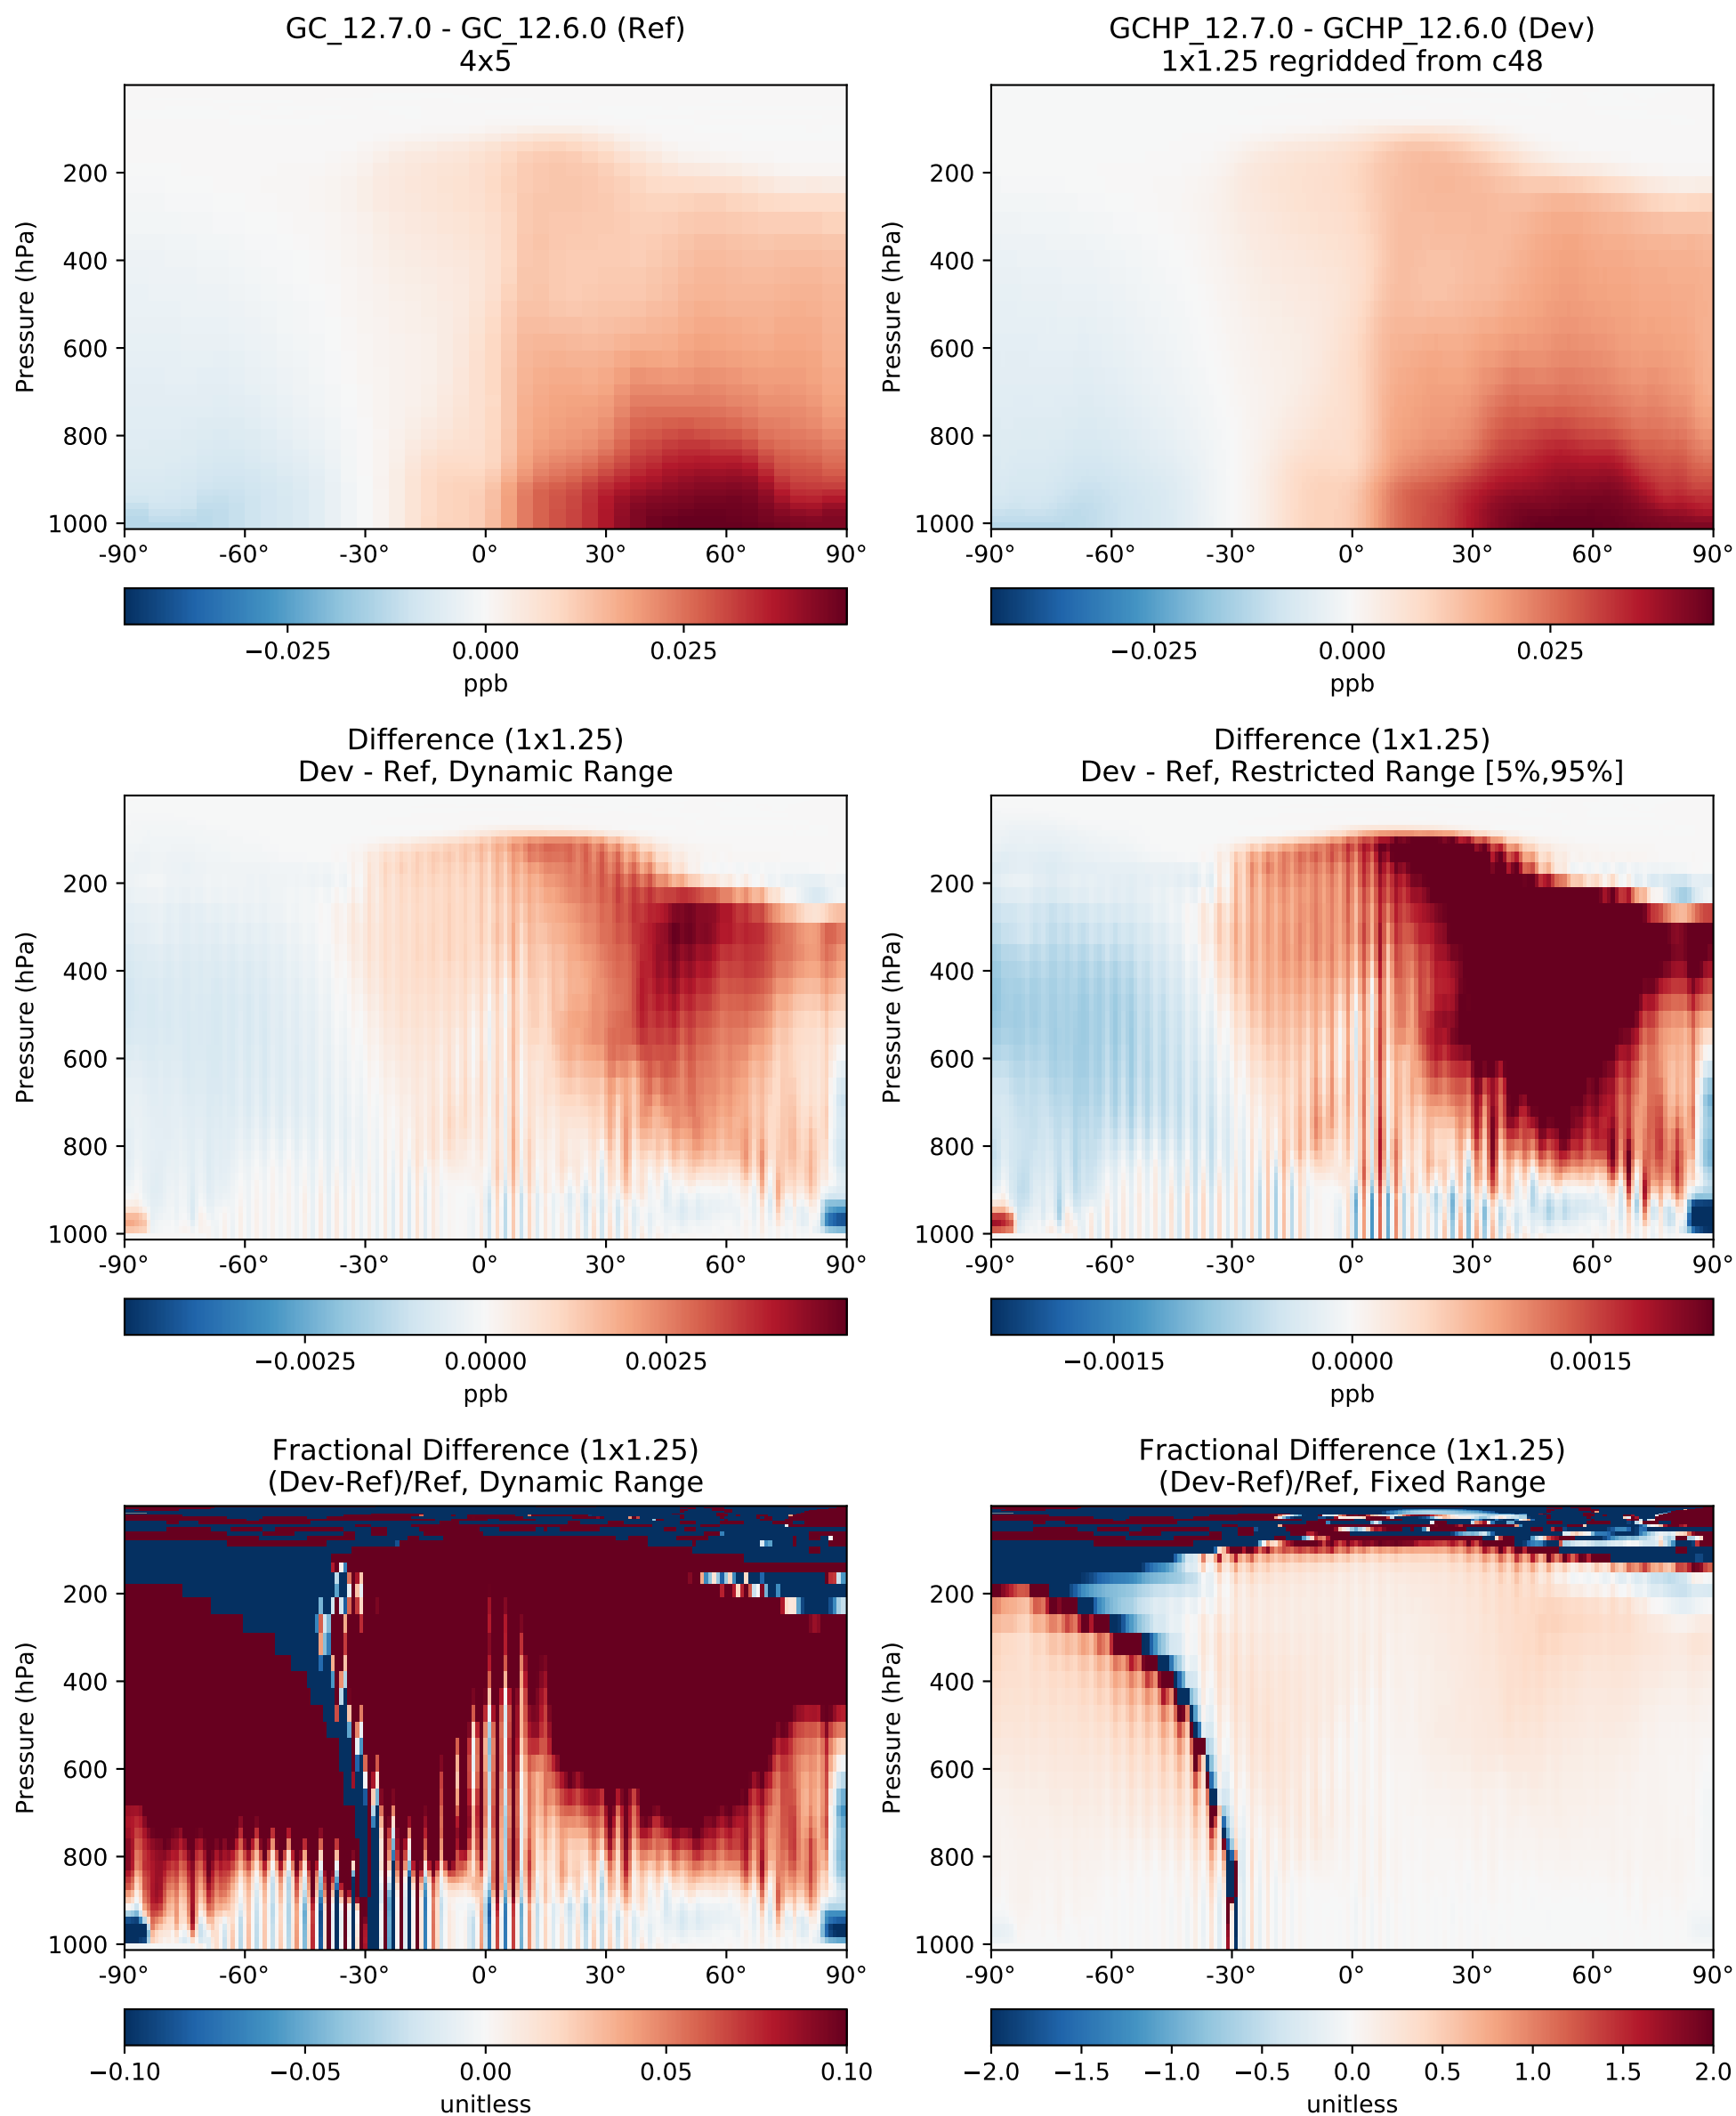 GC_12.7.0 - GC_12.6.0 (Ref)
4x5
Pressure (hPa)
200
400
600
800
1000
-90° -60° -30° 0° 30° 60° 90°
−0.025 0.000 0.025
ppb
GCHP_12.7.0 - GCHP_12.6.0 (Dev)
1x1.25 regridded from c48
Pressure (hPa)
200
400
600
800
1000
-90° -60° -30° 0° 30° 60° 90°
−0.025 0.000 0.025
ppb
Difference (1x1.25)
Dev - Ref, Dynamic Range
Pressure (hPa)
200
400
600
800
1000
-90° -60° -30° 0° 30° 60° 90°
−0.0025 0.0000 0.0025
ppb
Difference (1x1.25)
Dev - Ref, Restricted Range [5%,95%]
Pressure (hPa)
200
400
600
800
1000
-90° -60° -30° 0° 30° 60° 90°
−0.0015 0.0000 0.0015
ppb
Fractional Difference (1x1.25)
(Dev-Ref)/Ref, Dynamic Range
Pressure (hPa)
200
400
600
800
1000
-90° -60° -30° 0° 30° 60° 90°
−0.10 −0.05 0.00 0.05 0.10
unitless
Fractional Difference (1x1.25)
(Dev-Ref)/Ref, Fixed Range
Pressure (hPa)
200
400
600
800
1000
-90° -60° -30° 0° 30° 60° 90°
−2.0 −1.5 −1.0 −0.5 0.0 0.5 1.0 1.5 2.0
unitless